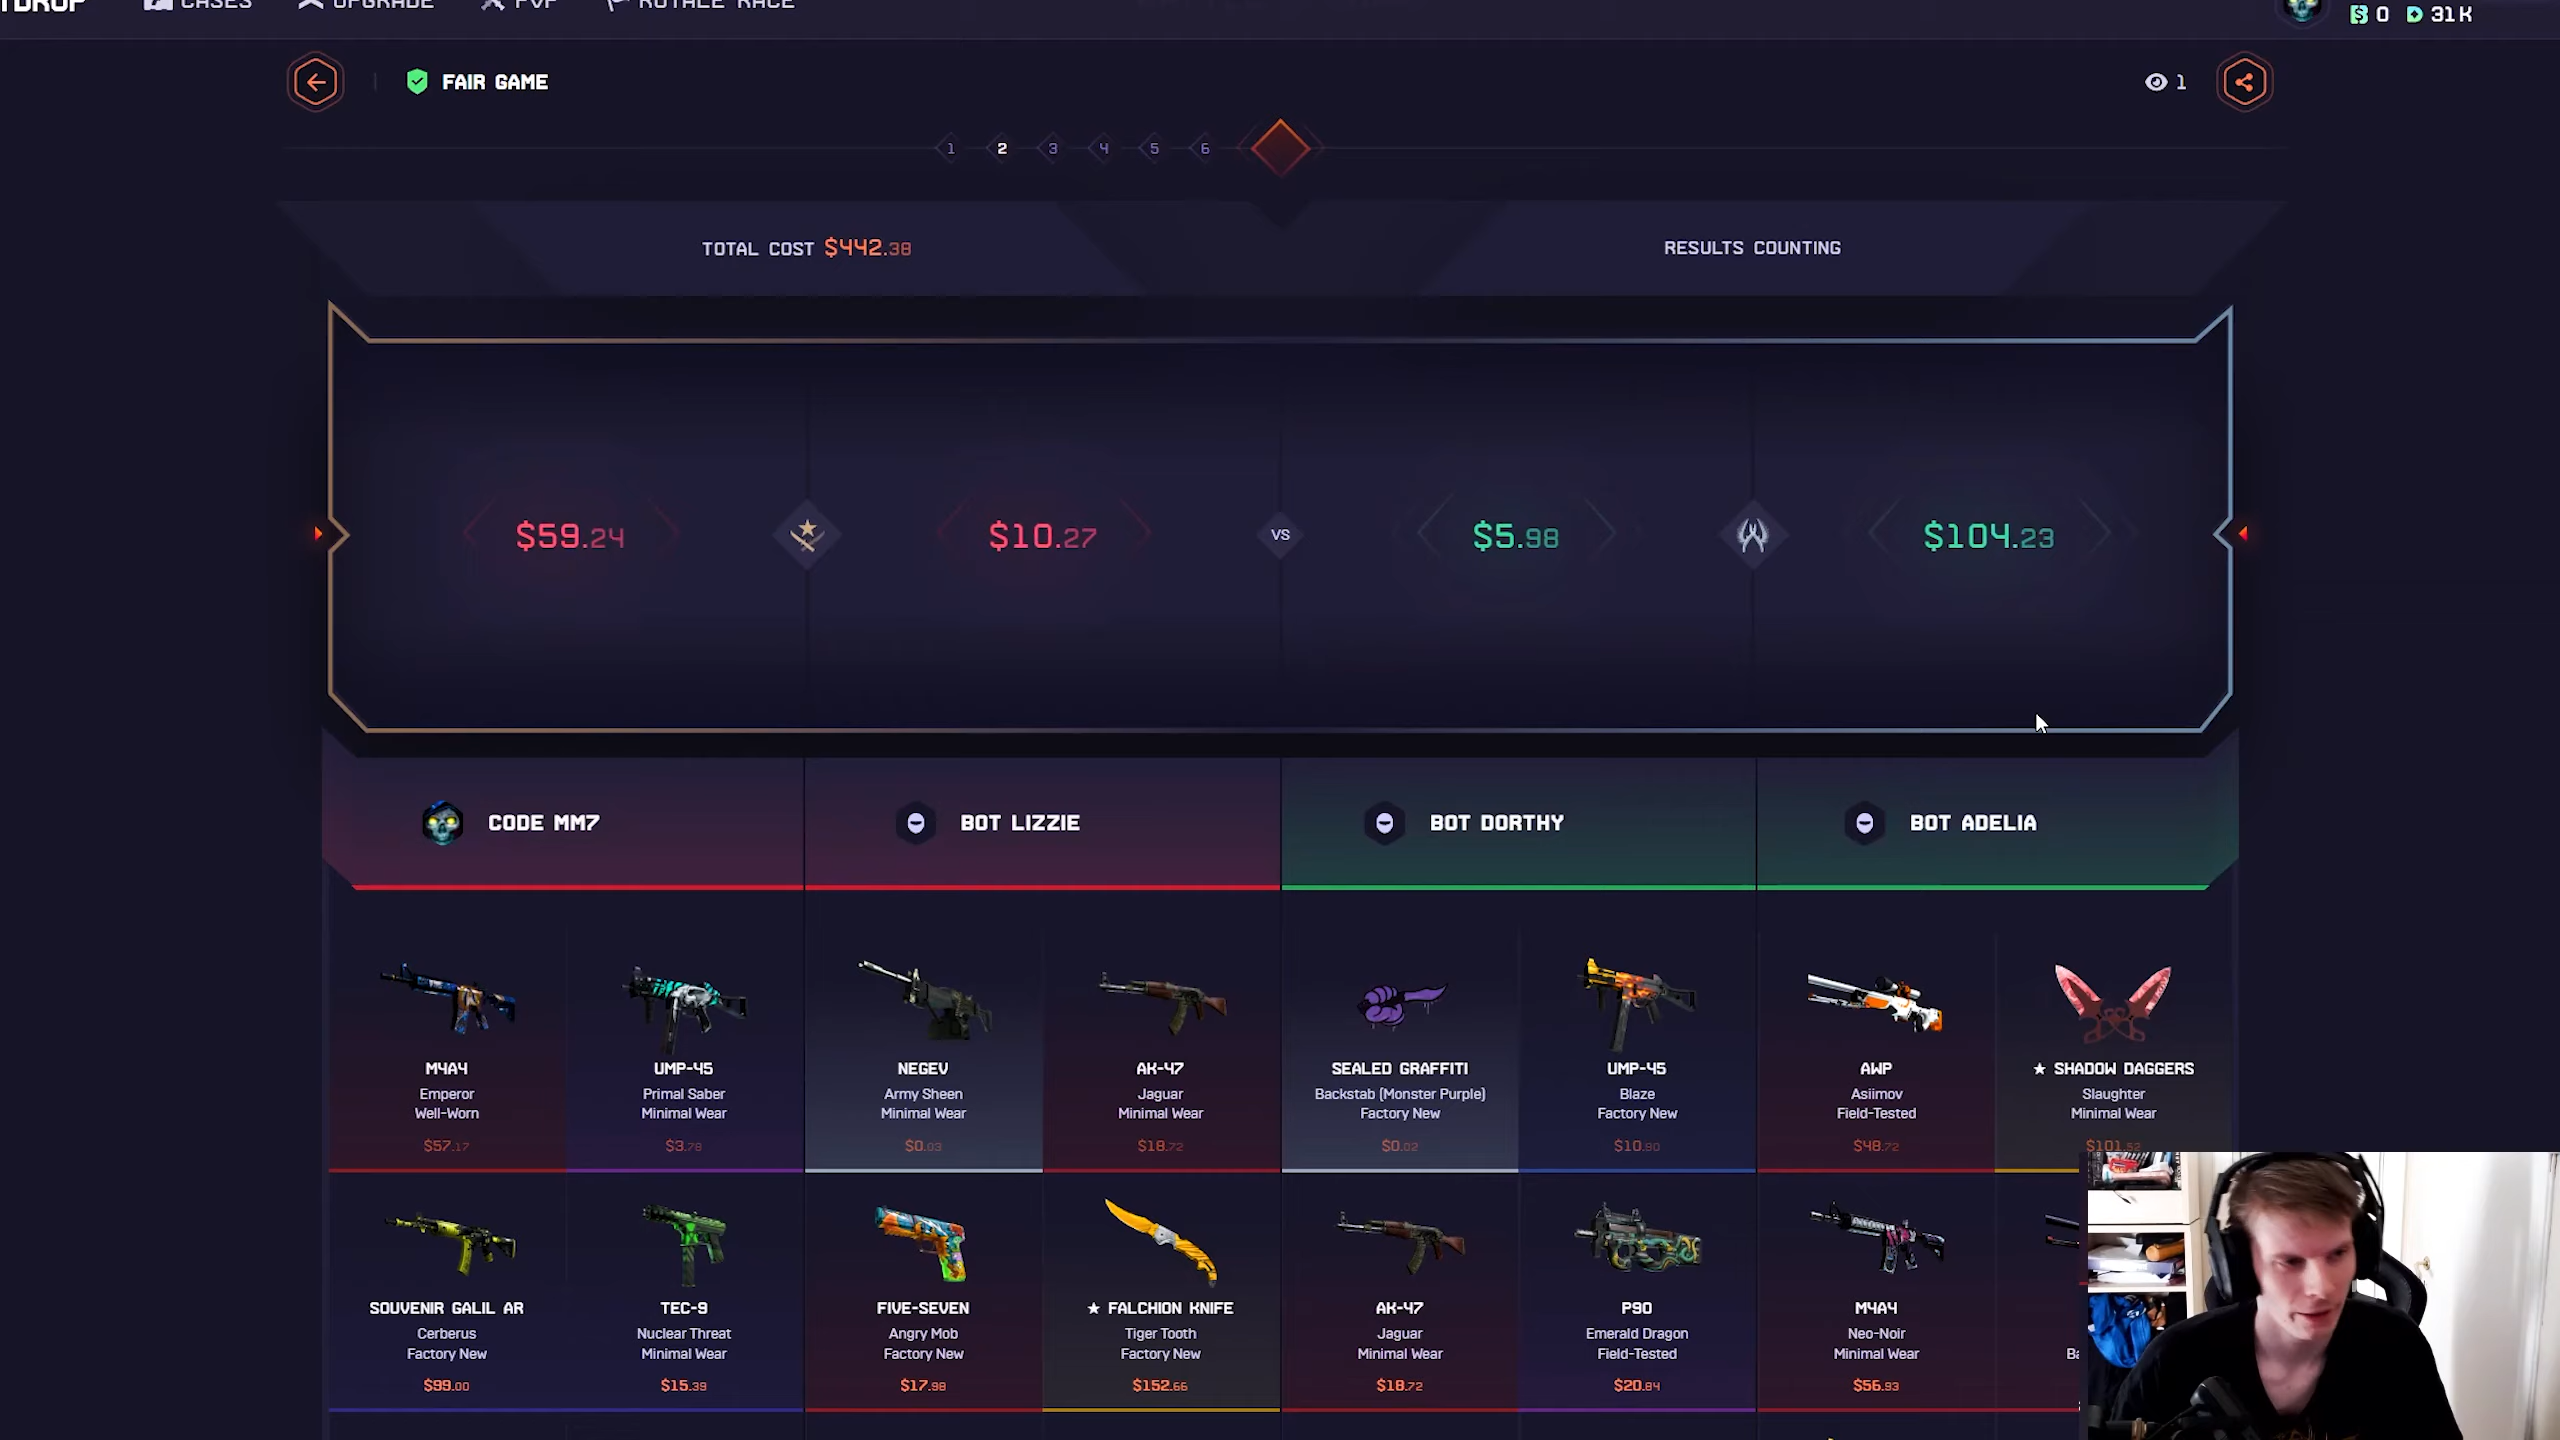 CASES
UPGRADE
PVP
ROYALE RACE
0
31K
FAIR GAME
1
1
2
3
4
5
6
TOTAL COST $442.38
RESULTS COUNTING
$59.24
$10.27
VS
$5.98
$104.23
CODE MM7
BOT LIZZIE
BOT DORTHY
BOT ADELIA
M4A4
Emperor
Well-Worn
$57.17
UMP-45
Primal Saber
Minimal Wear
$3.78
NEGEV
Army Sheen
Minimal Wear
$0.03
AK-47
Jaguar
Minimal Wear
$18.72
SEALED GRAFFITI
Backstab (Monster Purple)
Factory New
$0.02
UMP-45
Blaze
Factory New
$10.80
AWP
Asiimov
Field-Tested
$48.72
★ SHADOW DAGGERS
Slaughter
Minimal Wear
$101.52
SOUVENIR GALIL AR
Cerberus
Factory New
$99.00
TEC-9
Nuclear Threat
Minimal Wear
$15.39
FIVE-SEVEN
Angry Mob
Factory New
$17.98
★ FALCHION KNIFE
Tiger Tooth
Factory New
$152.66
AK-47
Jaguar
Minimal Wear
$18.72
P90
Emerald Dragon
Field-Tested
$20.84
M4A4
Neo-Noir
Minimal Wear
$56.93
Ba